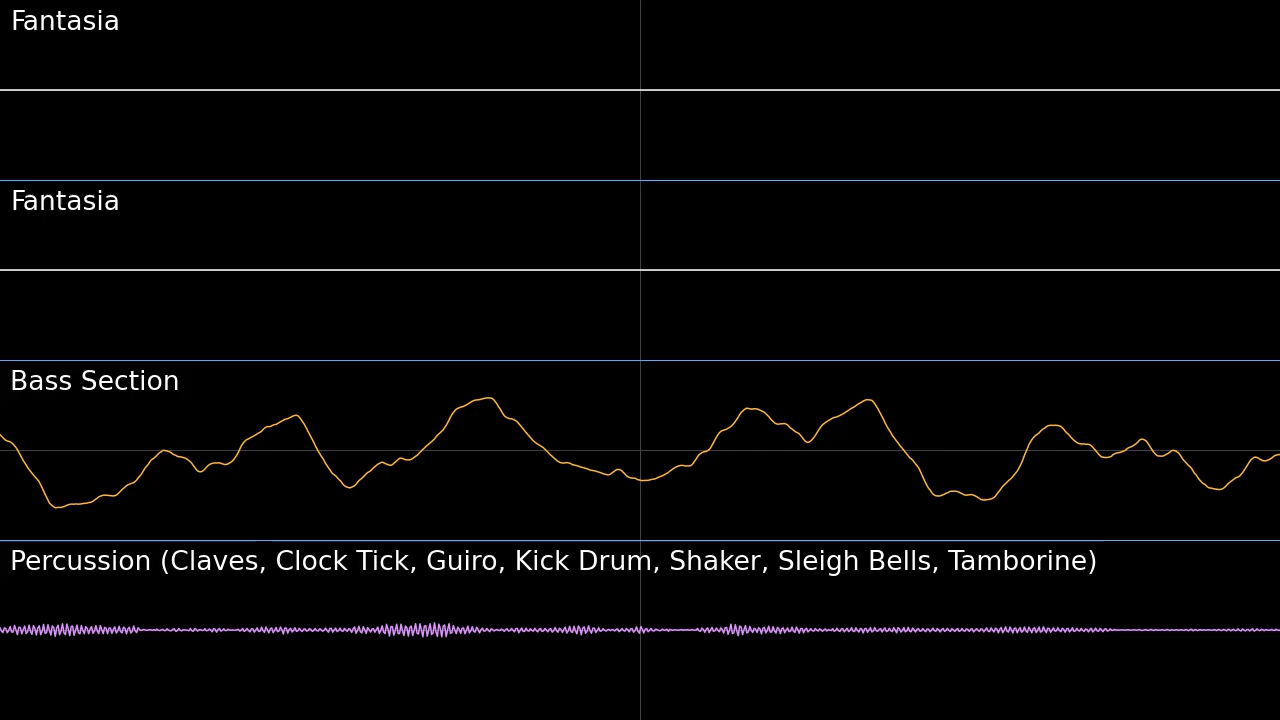 Fantasia
Fantasia
Bass Section
Percussion (Claves, Clock Tick, Guiro, Kick Drum, Shaker, Sleigh Bells, Tamborine)